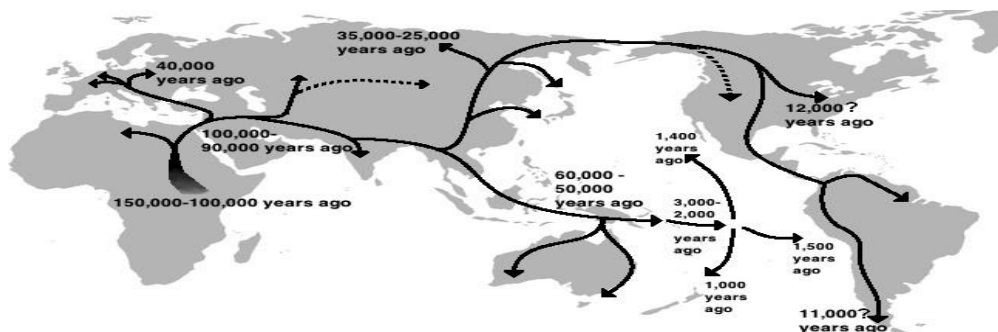 35,000-25,000
years ago
40,000
years ago
100,000-
90,000 years ago
150,000-100,000 years ago
60,000 -
50,000
years ago
1,400
years
ago
3,000-
2,000
years
ago
1,000
years
ago
1,500
years
ago
12,000?
years ago
11,000?
years ago